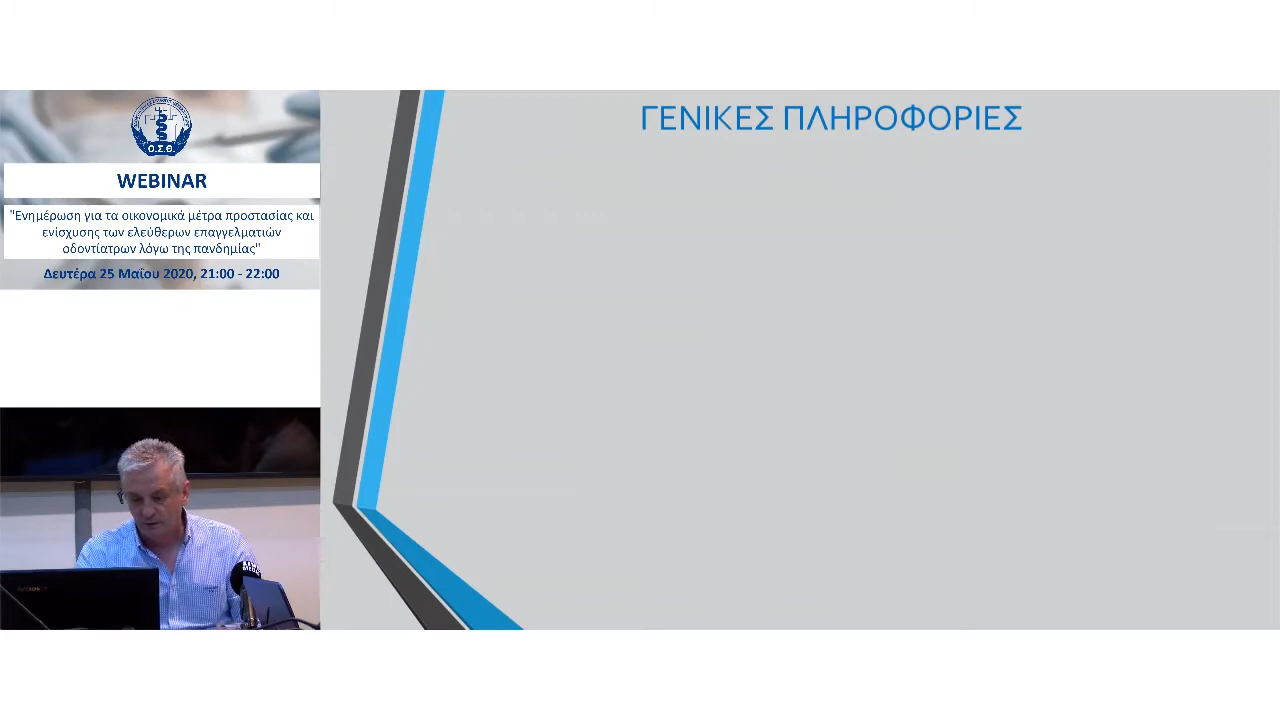 Ο.Σ.Θ.
WEBINAR
"Ενημέρωση για τα οικονομικά μέτρα προστασίας και
ενίσχυσης των ελεύθερων επαγγελματιών
οδοντίατρων λόγω της πανδημίας"
Δευτέρα 25 Μαΐου 2020, 21:00 - 22:00
ΓΕΝΙΚΕΣ ΠΛΗΡΟΦΟΡΙΕΣ